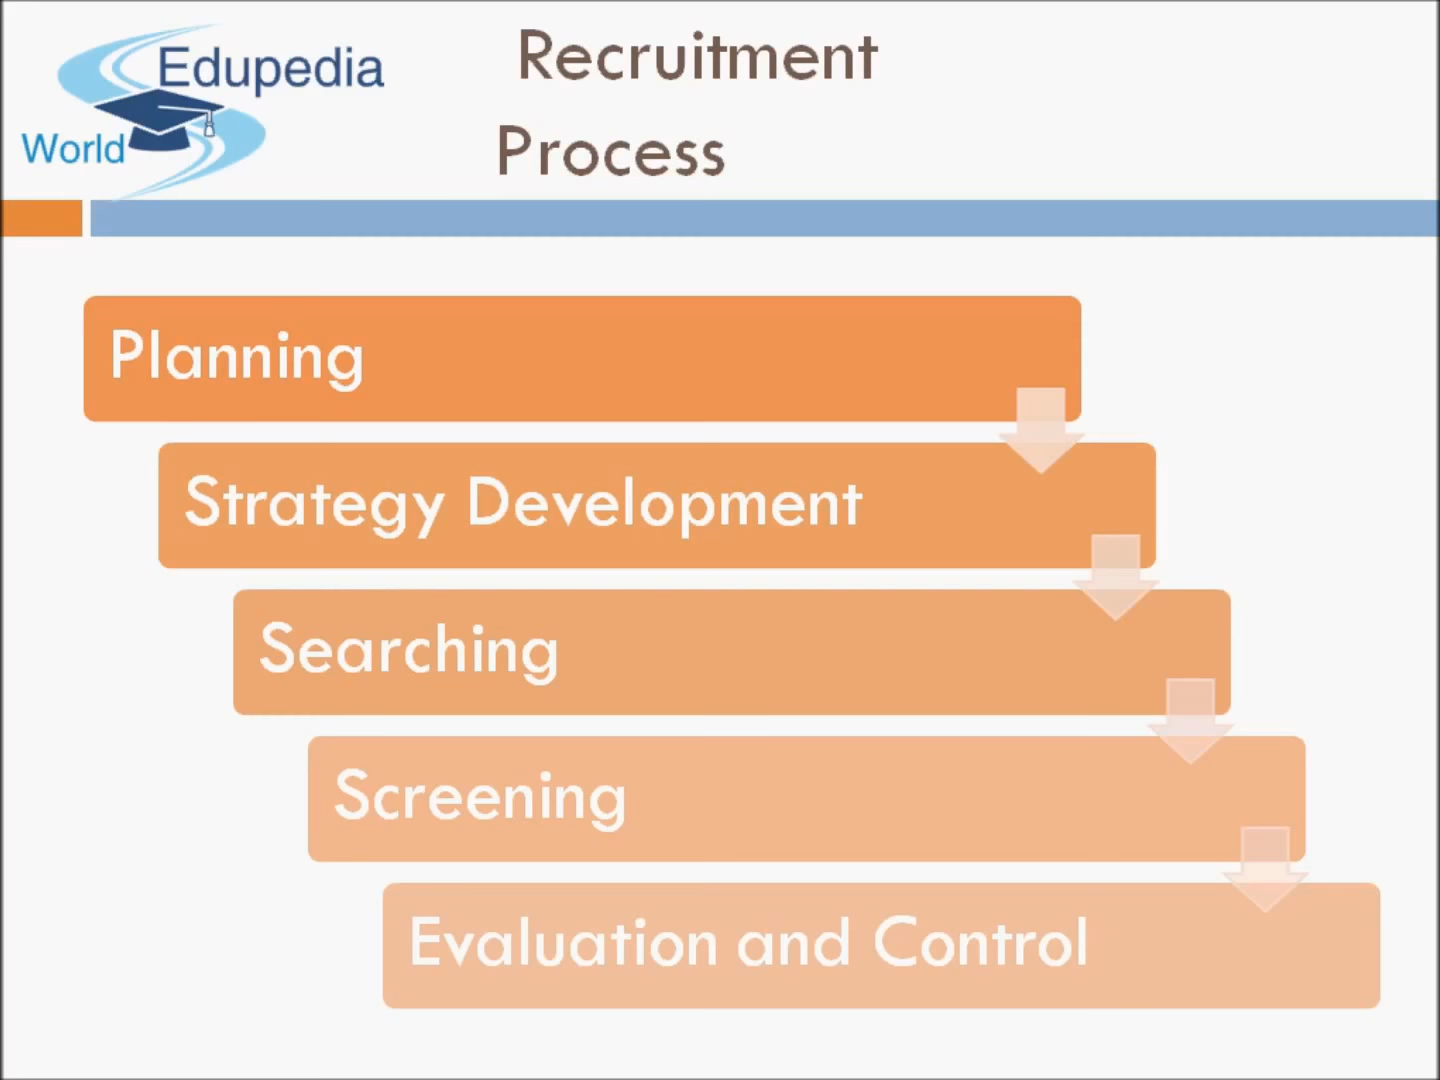 Edupedia
World
Recruitment
Process
Planning
Strategy Development
Searching
Screening
Evaluation and Control